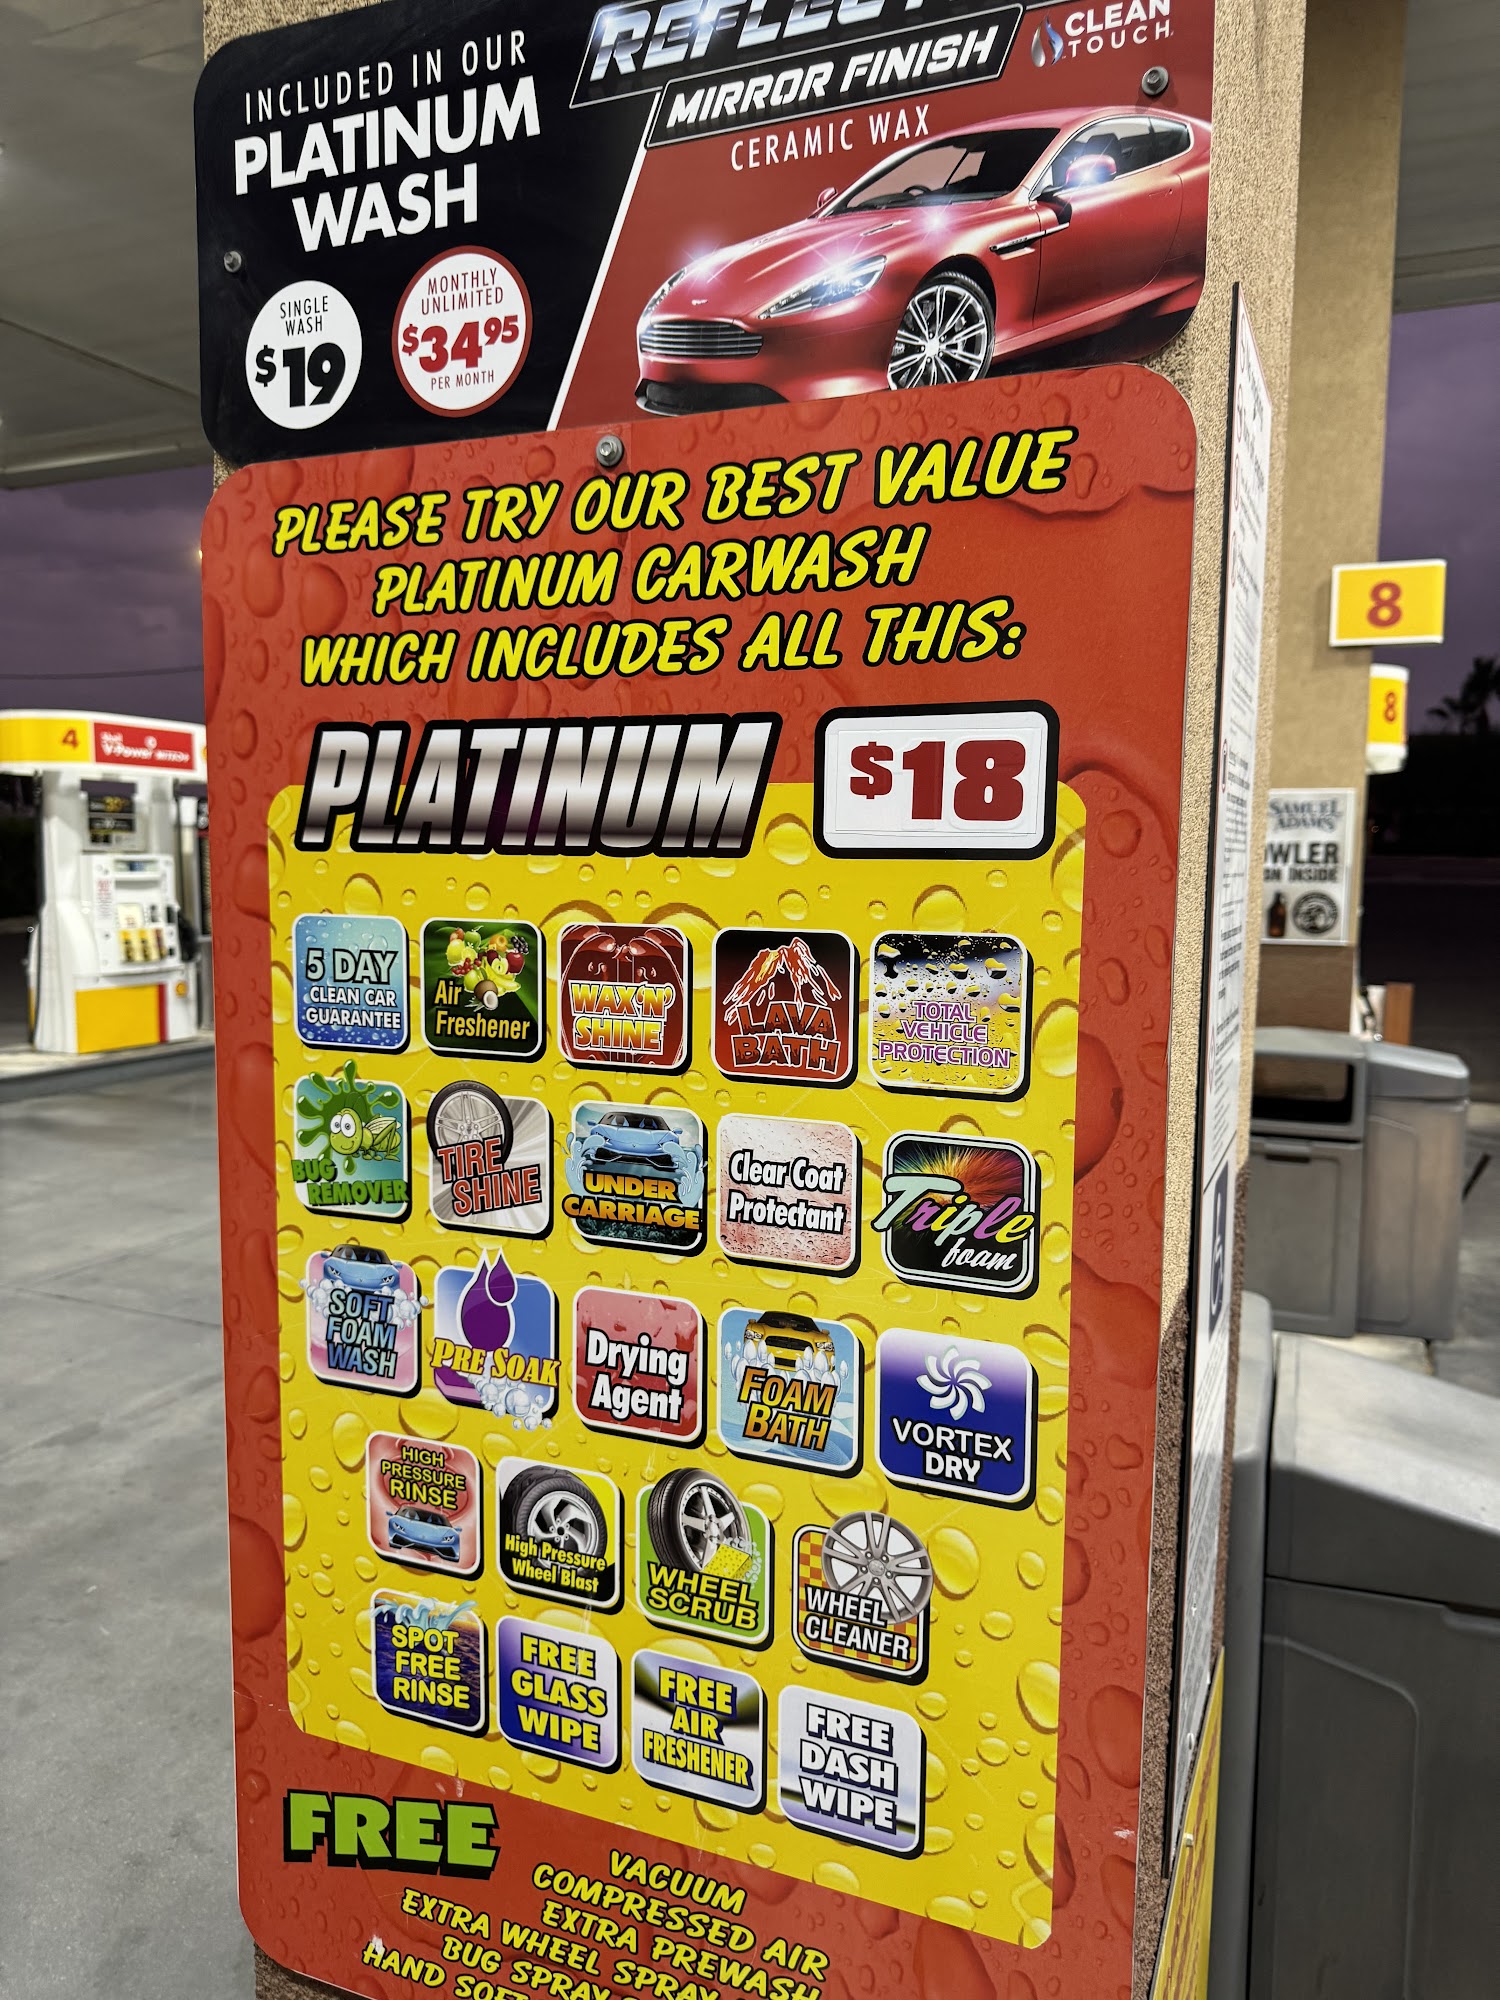 INCLUDED IN OUR
PLATINUM
WASH
SINGLE
WASH
$19
MONTHLY
UNLIMITED
$34.95
PER MONTH
MIRROR FINISH
CERAMIC WAX
CLEAN
TOUCH
PLEASE TRY OUR BEST VALUE
PLATINUM CARWASH
WHICH INCLUDES ALL THIS:
PLATINUM
$18
5 DAY
CLEAN CAR
GUARANTEE
Air
Freshener
WAX 'N'
SHINE
LAVA
BATH
TOTAL
VEHICLE
PROTECTION
BUG
REMOVER
TIRE
SHINE
UNDER
CARRIAGE
Clear Coat
Protectant
Triple
foam
SOFT
FOAM
WASH
PRE SOAK
Drying
Agent
FOAM
BATH
VORTEX
DRY
HIGH
PRESSURE
RINSE
High Pressure
Wheel Blast
WHEEL
SCRUB
WHEEL
CLEANER
SPOT
FREE
RINSE
FREE
GLASS
WIPE
FREE
AIR
FRESHENER
FREE
DASH
WIPE
FREE
VACUUM
COMPRESSED AIR
EXTRA PREWASH
EXTRA WHEEL SPRAY
BUG SPRAY
HAND
4
V-Power
8
8
SAMUEL
ADAMS
INSIDE